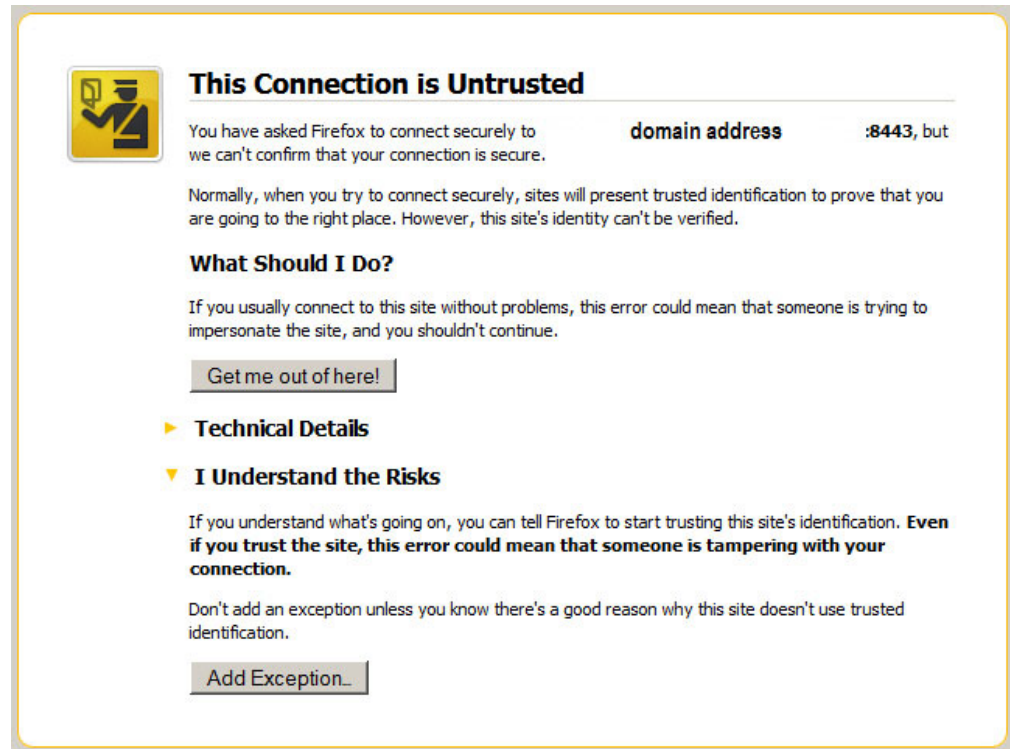 This Connection is Untrusted
You have asked Firefox to connect securely to domain address :8443, but
we can't confirm that your connection is secure.
Normally, when you try to connect securely, sites will present trusted identification to prove that you
are going to the right place. However, this site's identity can't be verified.
What Should I Do?
If you usually connect to this site without problems, this error could mean that someone is trying to
impersonate the site, and you shouldn't continue.
Get me out of here!
Technical Details
I Understand the Risks
If you understand what's going on, you can tell Firefox to start trusting this site's identification. Even
if you trust the site, this error could mean that someone is tampering with your
connection.
Don't add an exception unless you know there's a good reason why this site doesn't use trusted
identification.
Add Exception...